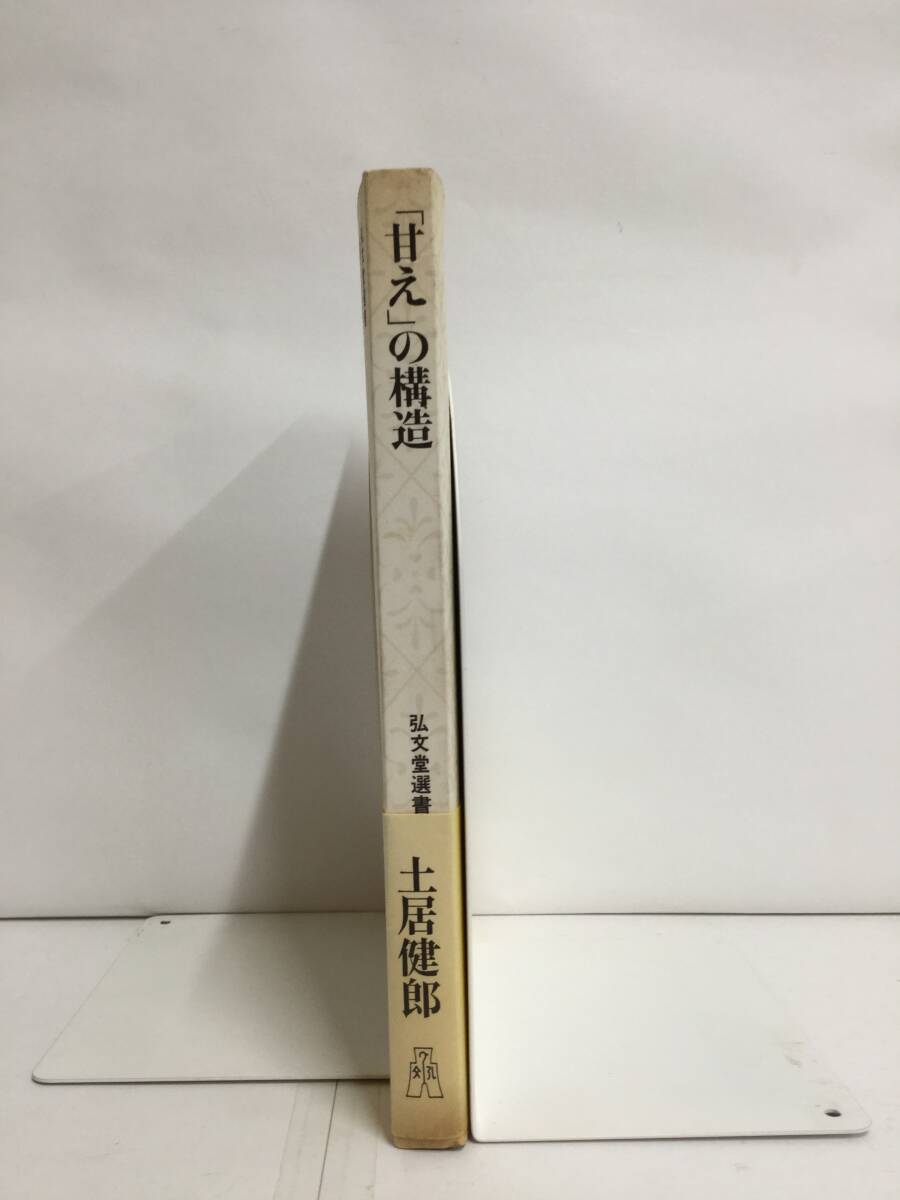 「甘え」の構造
弘文堂選書
土居健郎